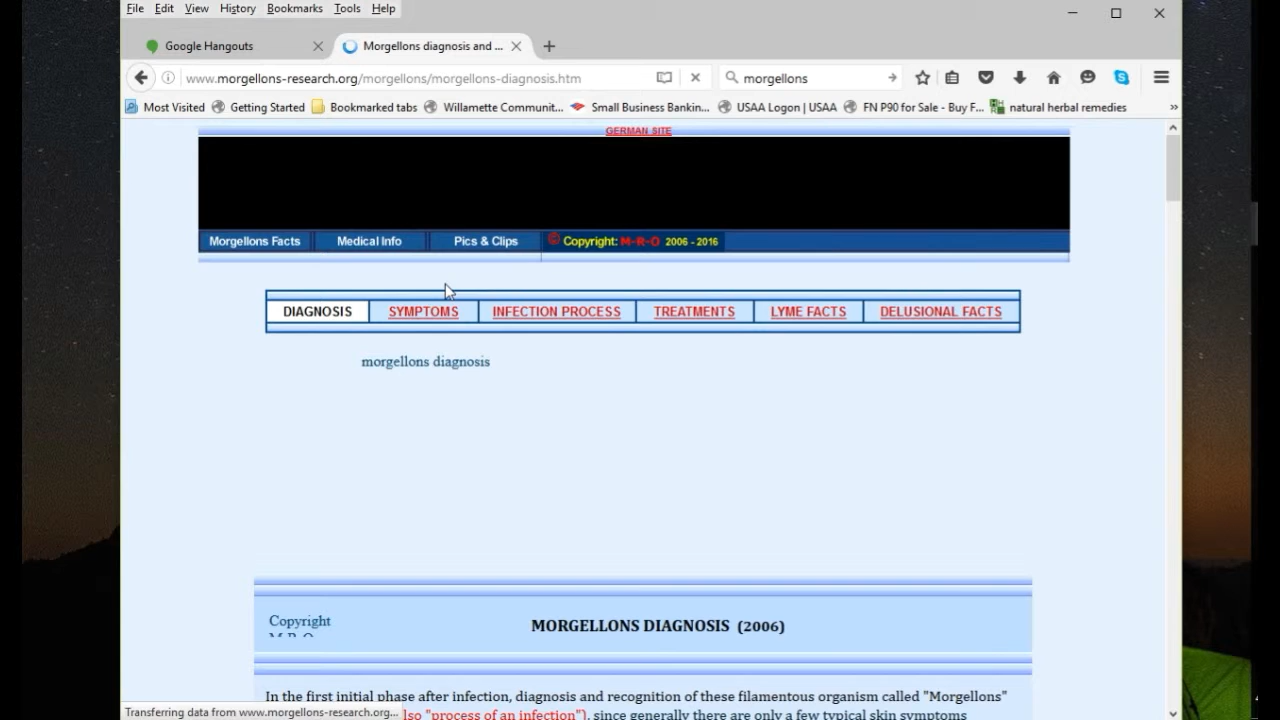 File Edit View History Bookmarks Tools Help
Google Hangouts
Morgellons diagnosis and ...
www.morgellons-research.org/morgellons/morgellons-diagnosis.htm
morgellons
Most Visited Getting Started Bookmarked tabs Willamette Communit... Small Business Bankin... USAA Logon | USAA FN P90 for Sale - Buy F... natural herbal remedies
GERMAN SITE
Morgellons Facts Medical Info Pics & Clips © Copyright: M-R-O 2006 - 2016
DIAGNOSIS SYMPTOMS INFECTION PROCESS TREATMENTS LYME FACTS DELUSIONAL FACTS
morgellons diagnosis
Copyright
M-R-O
MORGELLONS DIAGNOSIS (2006)
In the first initial phase after infection, diagnosis and recognition of these filamentous organism called "Morgellons"
"process of an infection"), since generally there are only a few typical skin symptoms
Transferring data from www.morgellons-research.org...